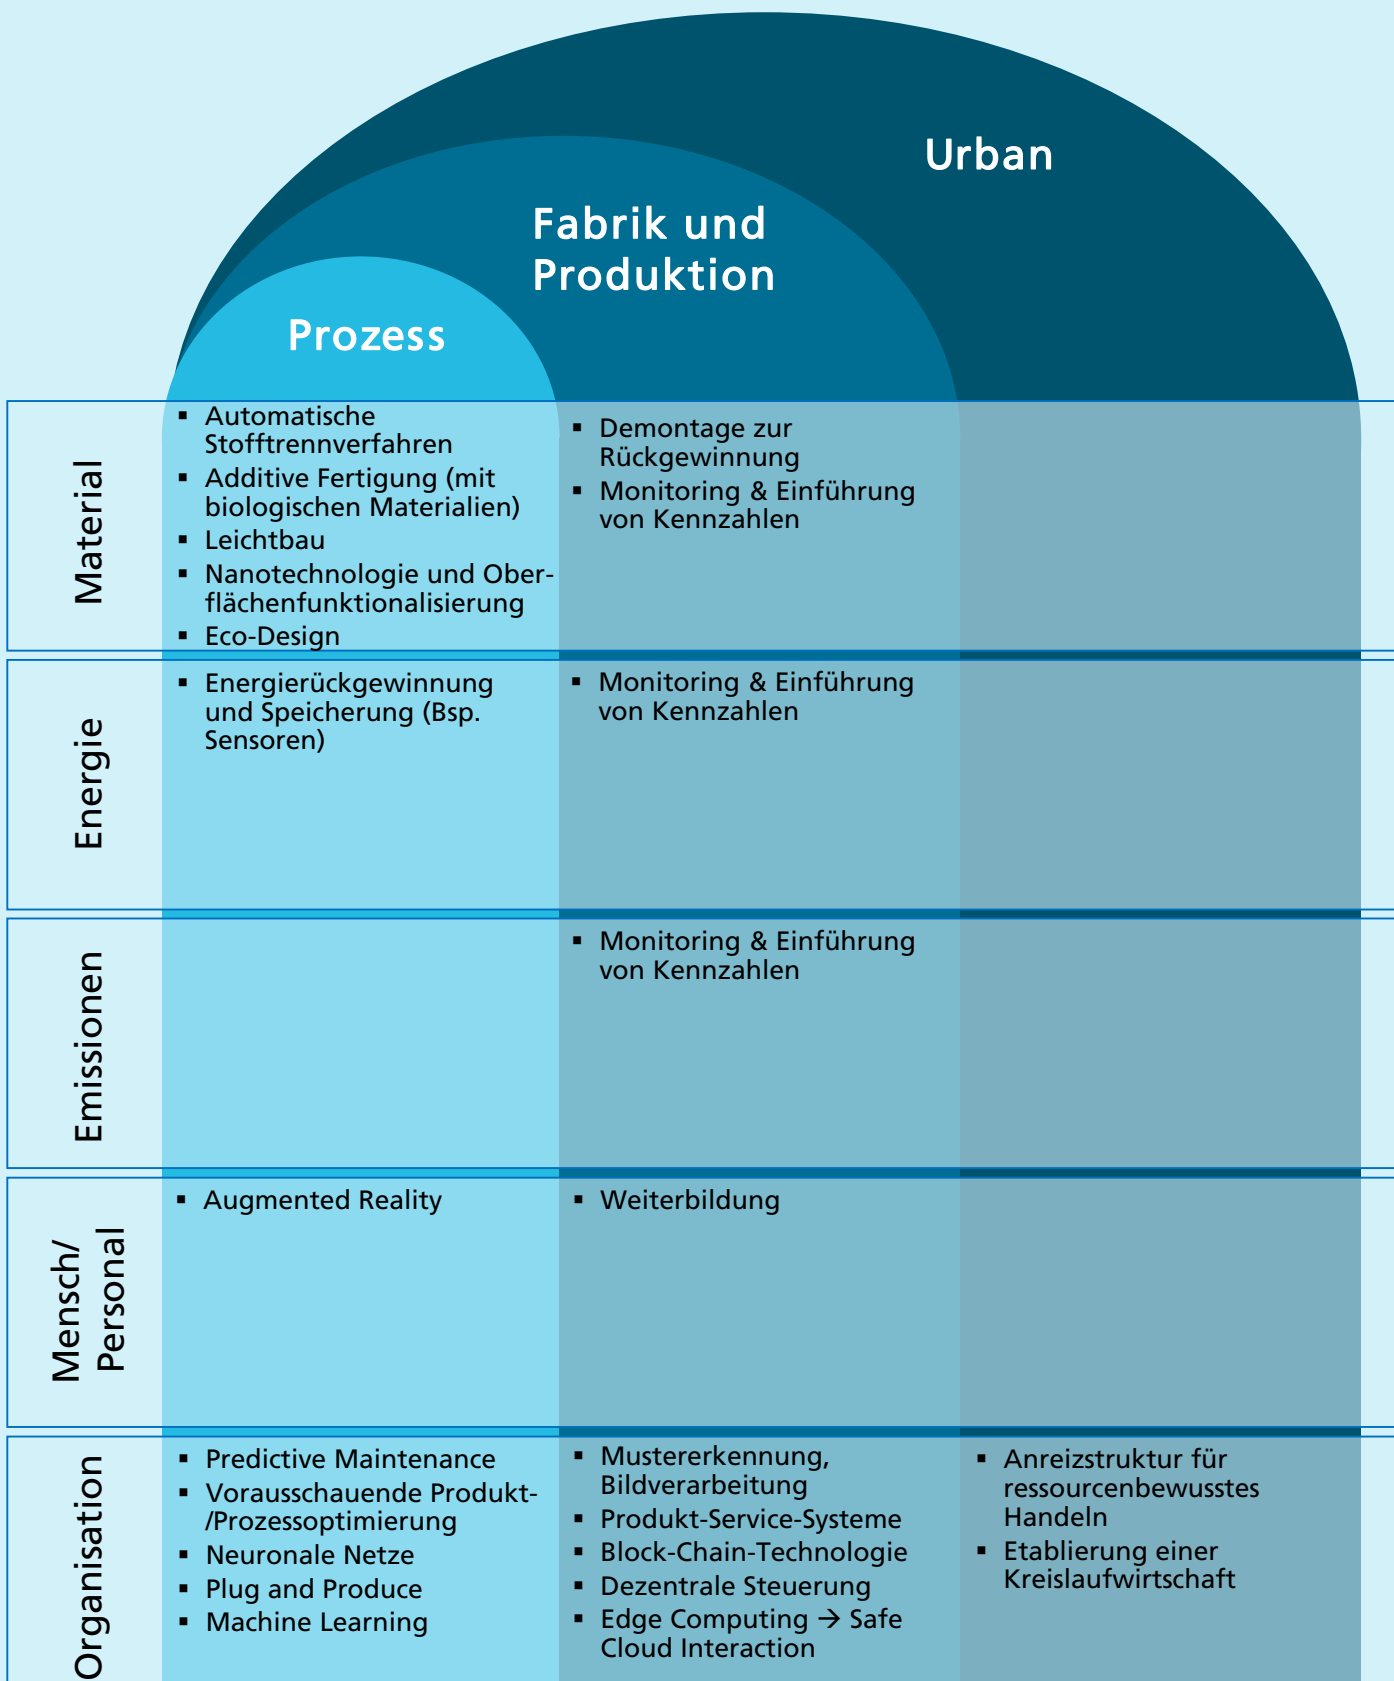 Urban
Fabrik und
Produktion
Prozess
Material
▪ Automatische
Stofftrennverfahren
▪ Additive Fertigung (mit
biologischen Materialien)
▪ Leichtbau
▪ Nanotechnologie und Ober-
flächenfunktionalisierung
▪ Eco-Design
▪ Demontage zur
Rückgewinnung
▪ Monitoring & Einführung
von Kennzahlen
Energie
▪ Energierückgewinnung
und Speicherung (Bsp.
Sensoren)
▪ Monitoring & Einführung
von Kennzahlen
Emissionen
▪ Monitoring & Einführung
von Kennzahlen
Mensch/
Personal
▪ Augmented Reality
▪ Weiterbildung
Organisation
▪ Predictive Maintenance
▪ Vorausschauende Produkt-
/Prozessoptimierung
▪ Neuronale Netze
▪ Plug and Produce
▪ Machine Learning
▪ Mustererkennung,
Bildverarbeitung
▪ Produkt-Service-Systeme
▪ Block-Chain-Technologie
▪ Dezentrale Steuerung
▪ Edge Computing → Safe
Cloud Interaction
▪ Anreizstruktur für
ressourcenbewusstes
Handeln
▪ Etablierung einer
Kreislaufwirtschaft